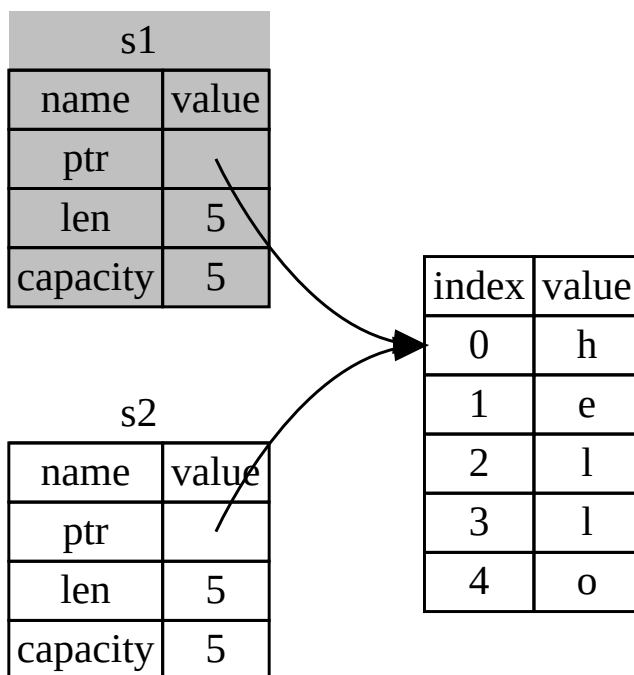 s1
name value
ptr
len 5
capacity 5
s2
name value
ptr
len 5
capacity 5
index value
0 h
1 e
2 l
3 l
4 o